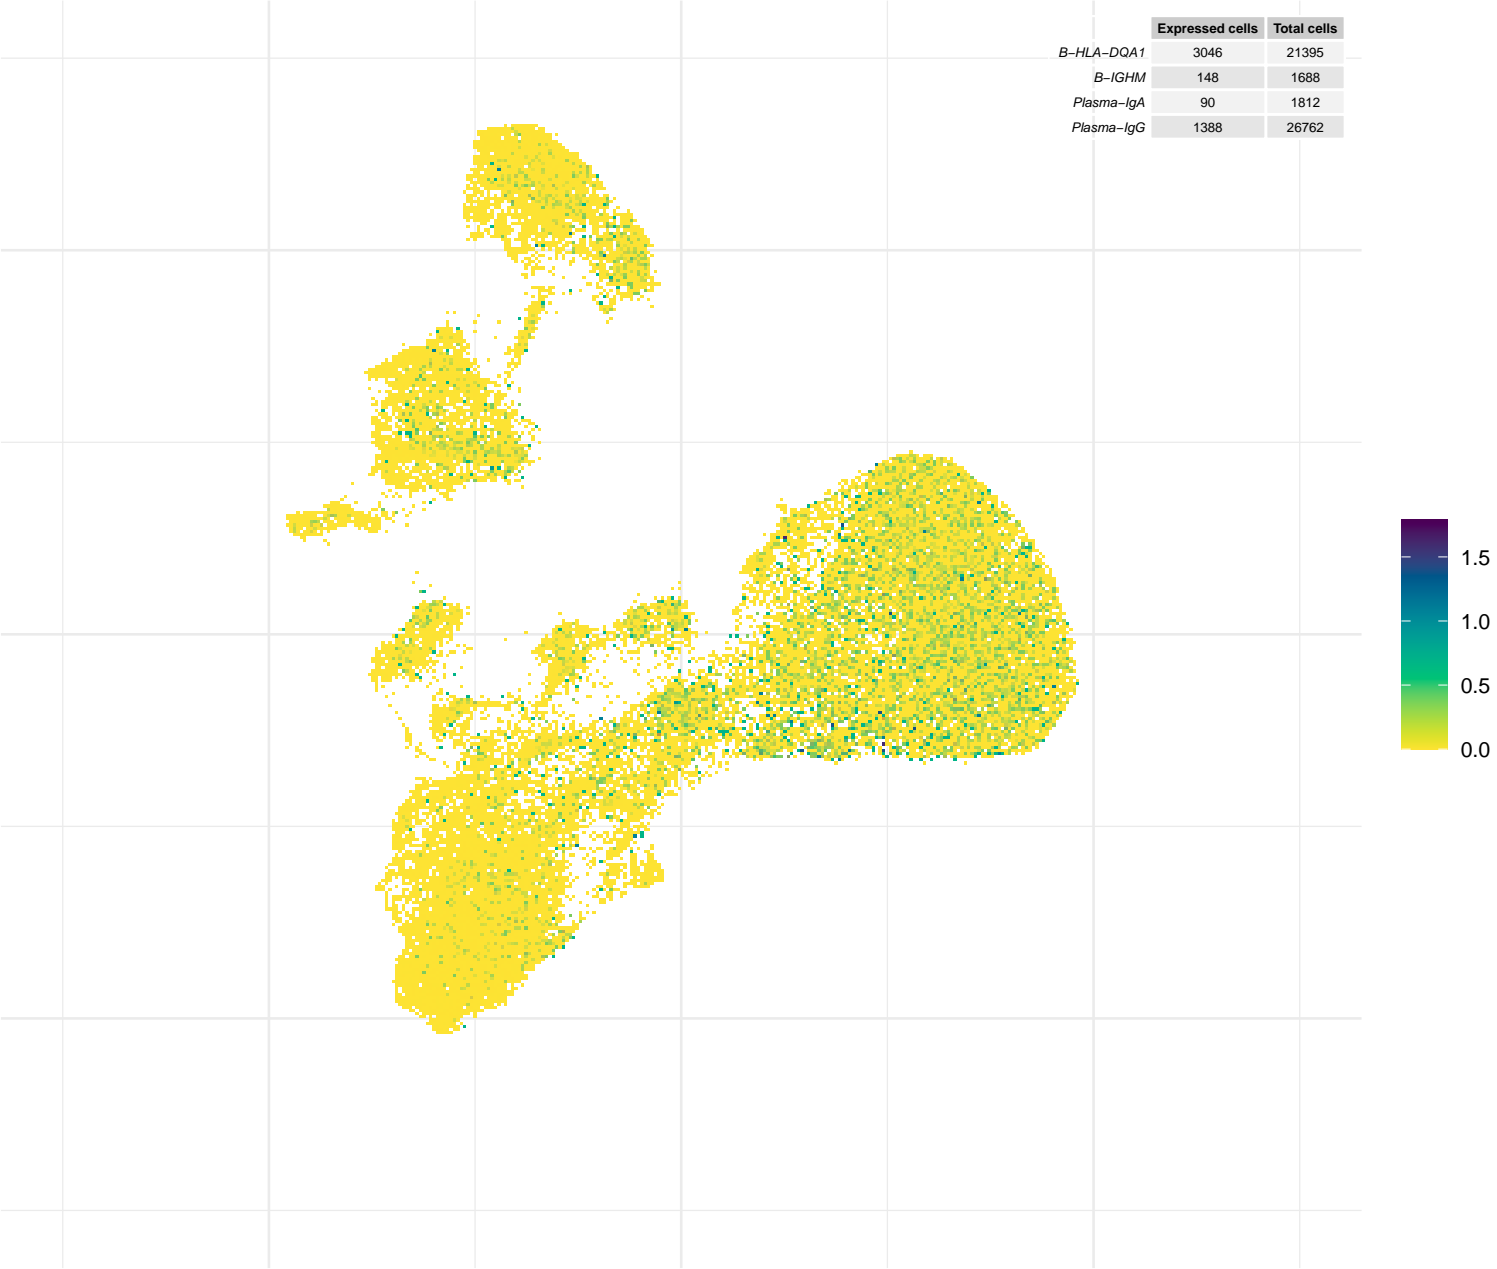 Expressed cells Total cells
B−HLA−DQA1 3046 21395
B−IGHM 148 1688
Plasma−IgA 90 1812
Plasma−IgG 1388 26762
1.5
1.0
0.5
0.0